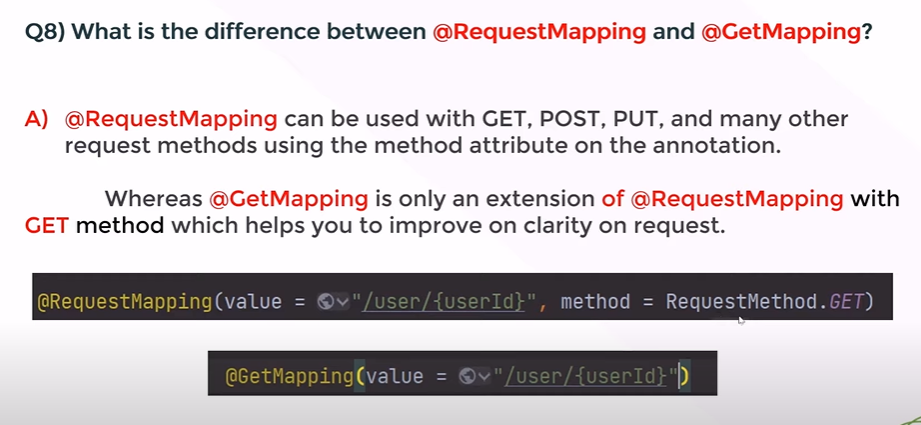 Q8) What is the difference between @RequestMapping and @GetMapping?
A) @RequestMapping can be used with GET, POST, PUT, and many other
request methods using the method attribute on the annotation.
Whereas @GetMapping is only an extension of @RequestMapping with
GET method which helps you to improve on clarity on request.
@RequestMapping(value = "/user/{userId}", method = RequestMethod.GET)
@GetMapping(value = "/user/{userId}")